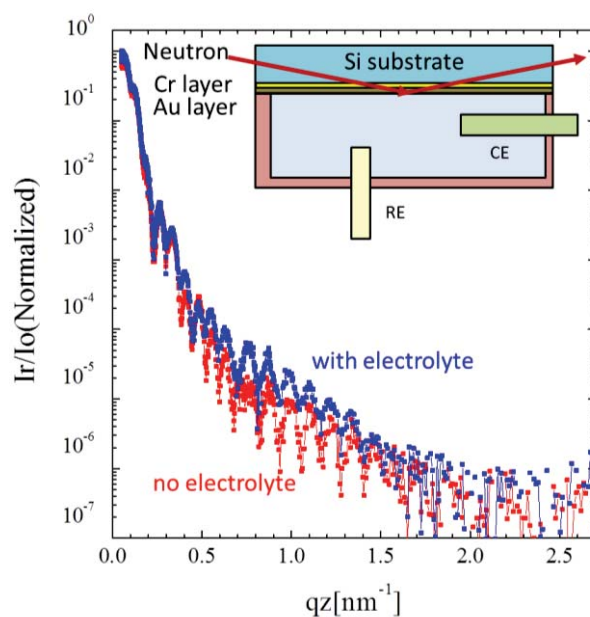 Ir/Io(Normalized)
10^0
10^-1
10^-2
10^-3
10^-4
10^-5
10^-6
10^-7
Neutron
Cr layer
Au layer
Si substrate
CE
RE
with electrolyte
no electrolyte
0.0 0.5 1.0 1.5 2.0 2.5
qz[nm^-1]